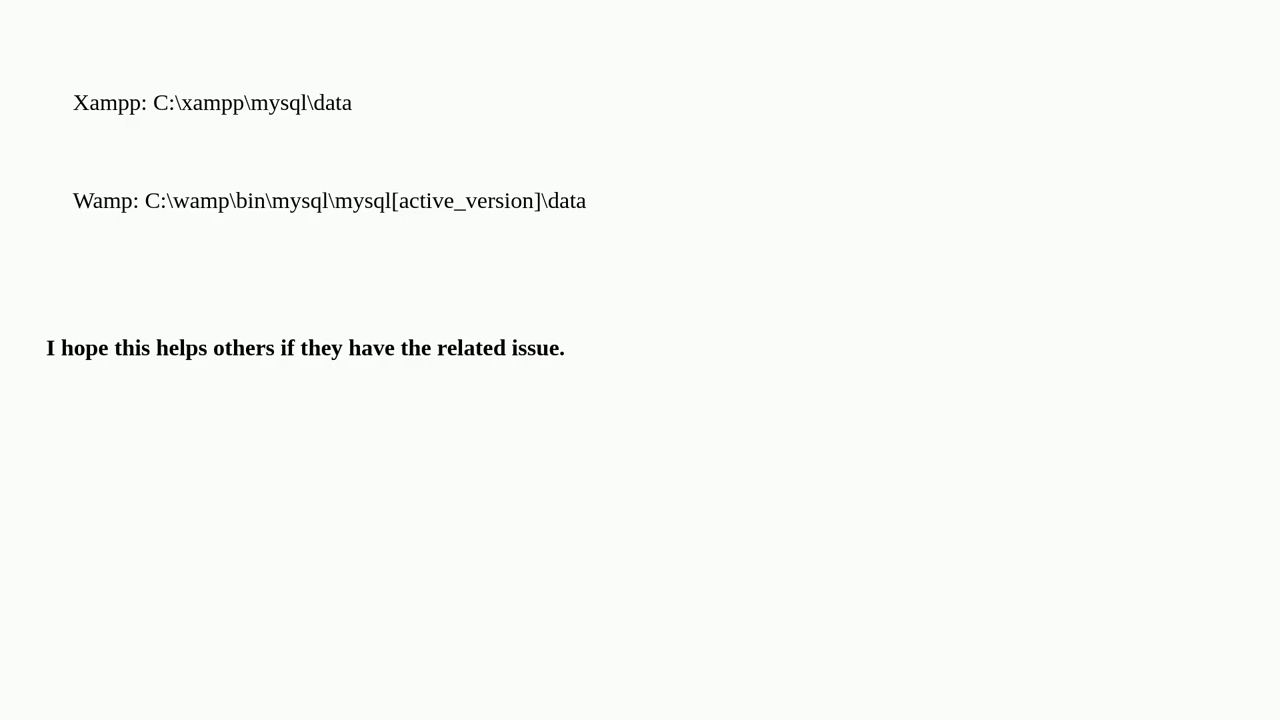 Xampp: C:\xampp\mysql\data
Wamp: C:\wamp\bin\mysql\mysql[active_version]\data
I hope this helps others if they have the related issue.